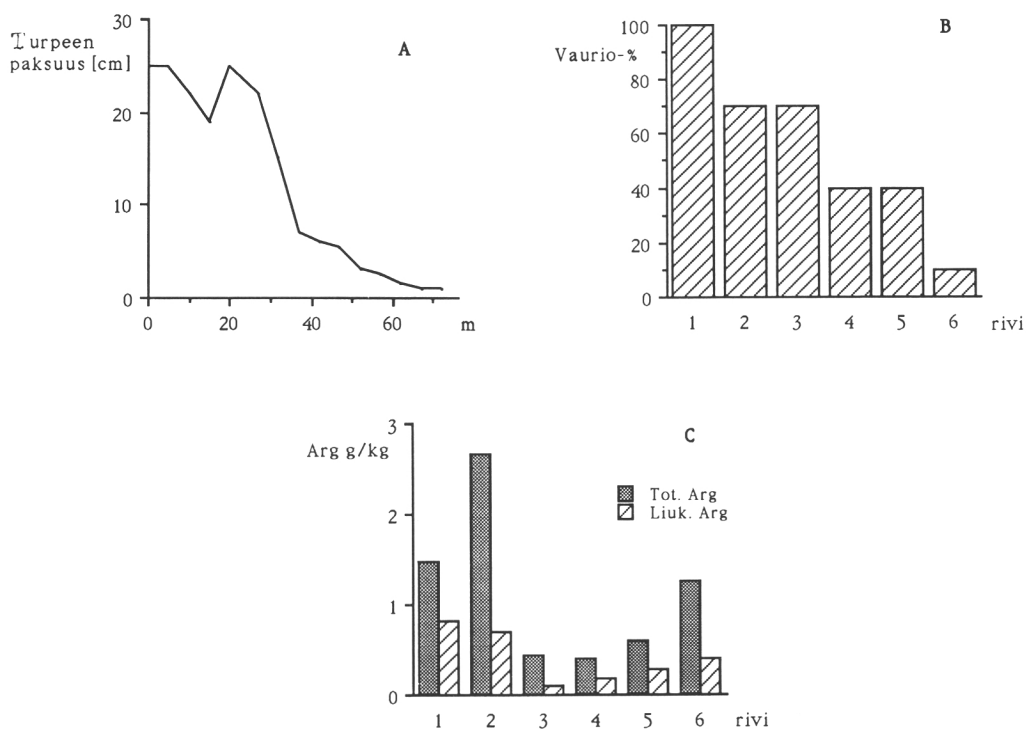 A
Turpeen
paksuus [cm]
30
20
10
0
0 20 40 60 m
B
Vaurio-%
100
80
60
40
20
0
1 2 3 4 5 6 rivi
C
Arg g/kg
3
2
1
0
Tot. Arg
Liuk. Arg
1 2 3 4 5 6 rivi